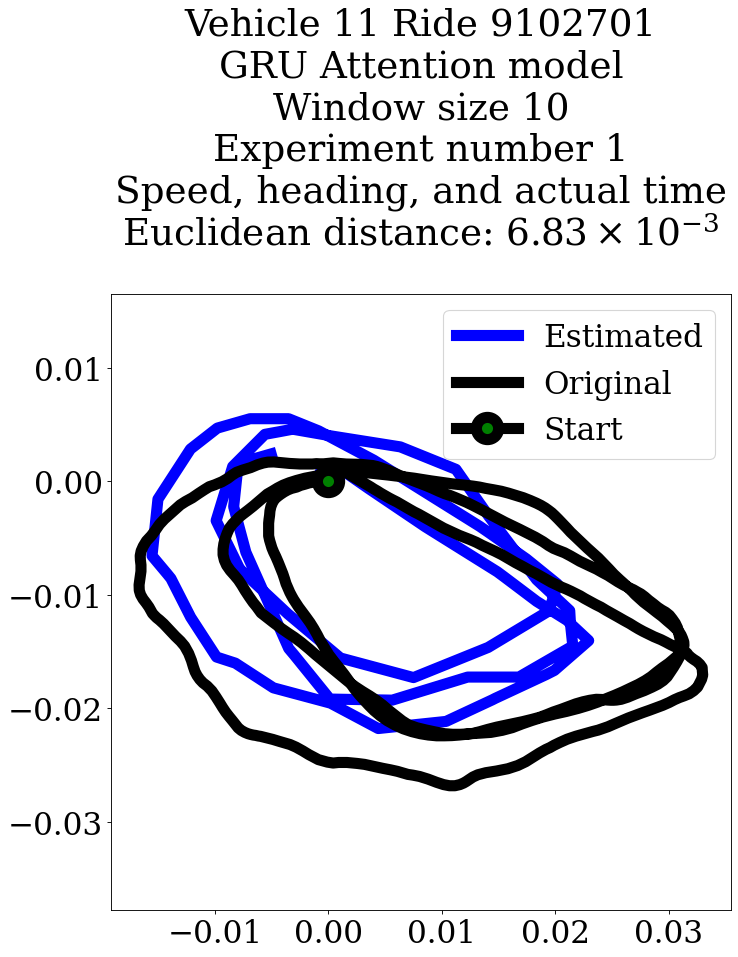 Vehicle 11 Ride 9102701
GRU Attention model
Window size 10
Experiment number 1
Speed, heading, and actual time
Euclidean distance: 6.83 × 10⁻³
Estimated
Original
Start
0.01
0.00
−0.01
−0.02
−0.03
−0.01 0.00 0.01 0.02 0.03